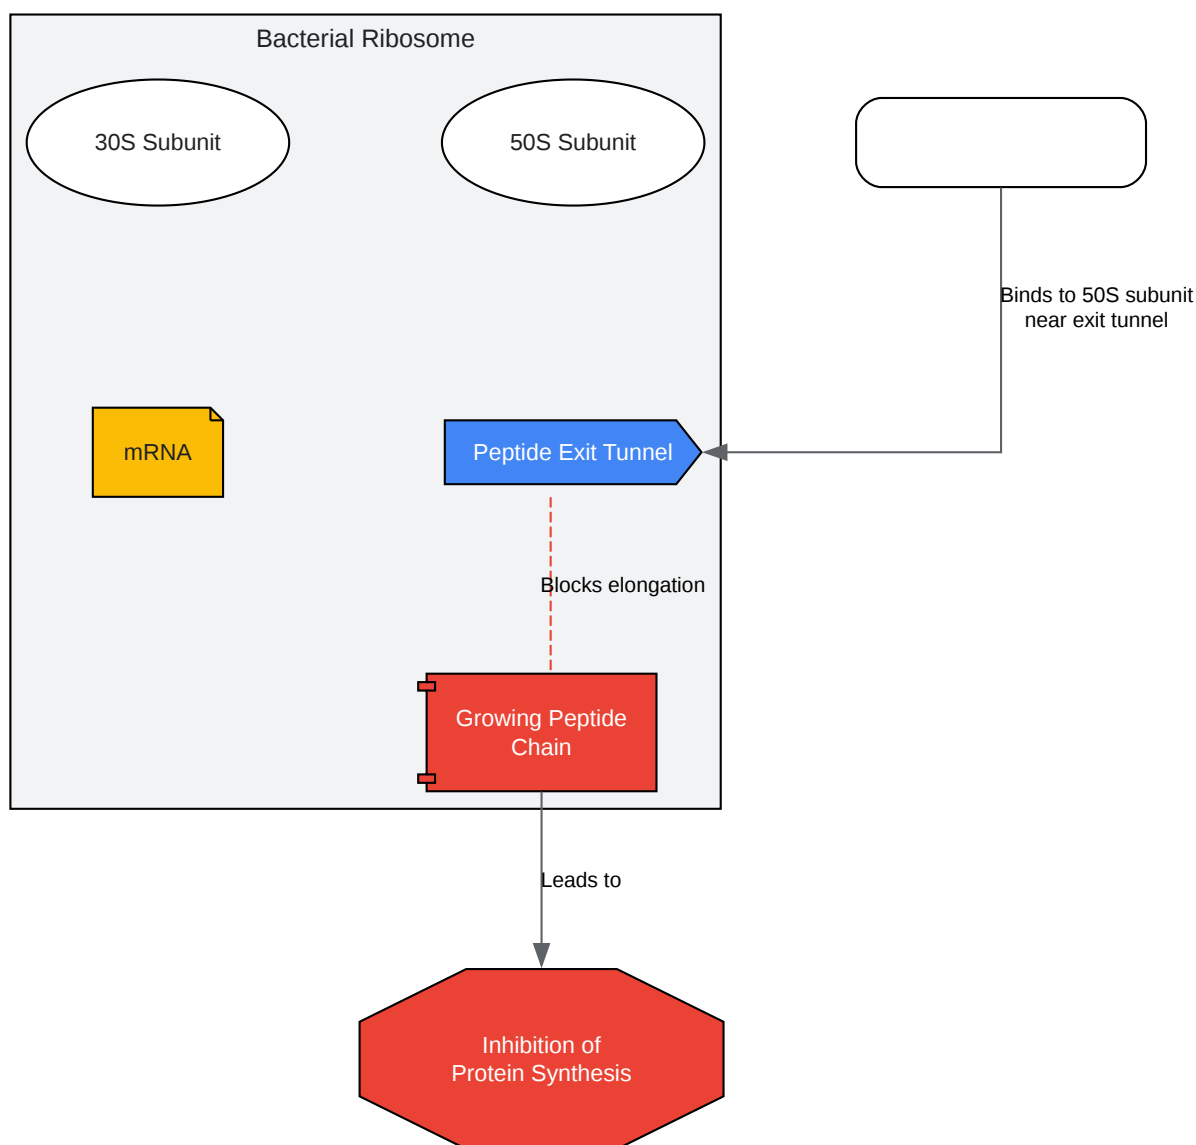 Bacterial Ribosome
30S Subunit
50S Subunit
Binds to 50S subunit
near exit tunnel
mRNA
Peptide Exit Tunnel
Blocks elongation
Growing Peptide
Chain
Leads to
Inhibition of
Protein Synthesis